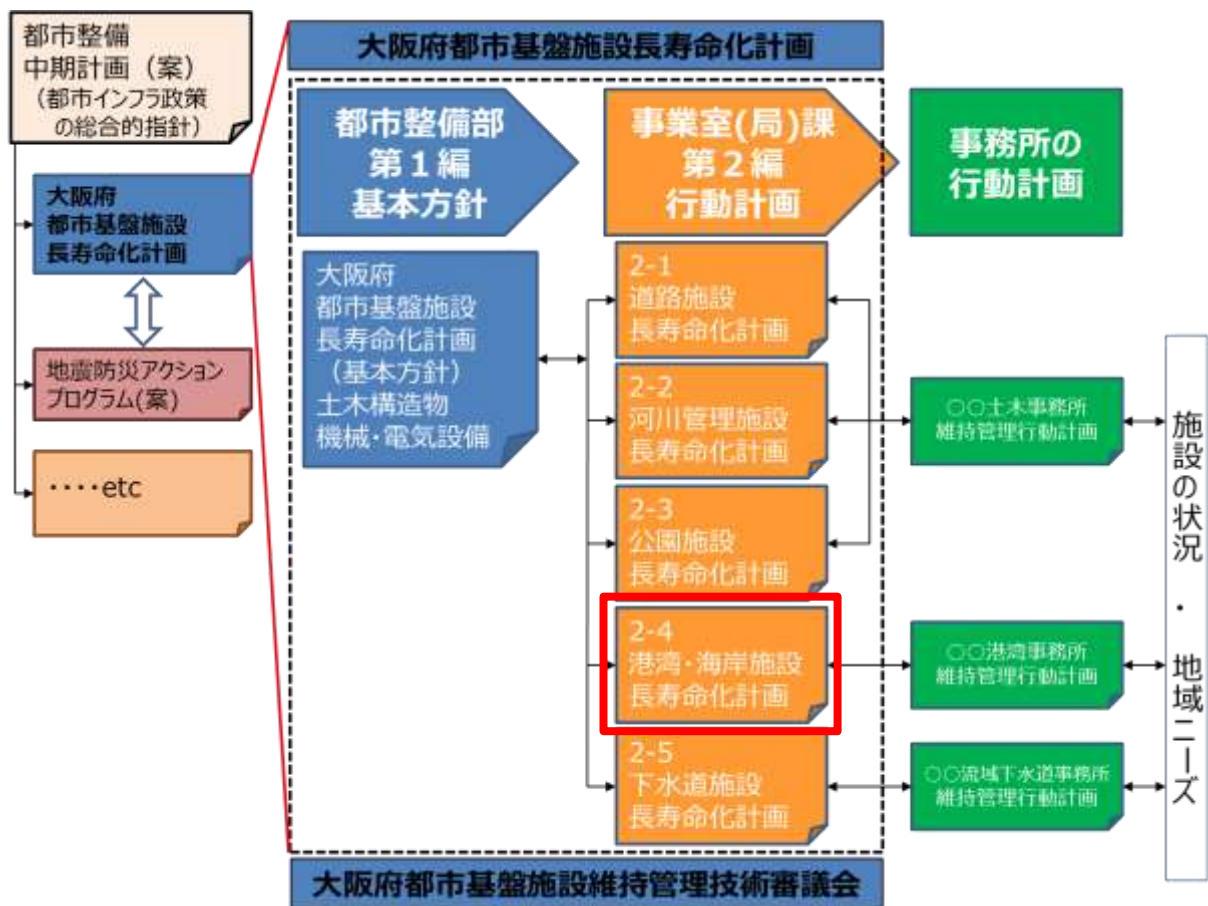 都市整備
中期計画（案）
（都市インフラ政策
の総合的指針）
大阪府
都市基盤施設
長寿命化計画
地震防災アクション
プログラム(案)
・・・・etc
大阪府都市基盤施設長寿命化計画
都市整備部
第１編
基本方針
事業室(局)課
第２編
行動計画
事務所の
行動計画
大阪府
都市基盤施設
長寿命化計画
（基本方針）
土木構造物
機械・電気設備
2-1
道路施設
長寿命化計画
2-2
河川管理施設
長寿命化計画
2-3
公園施設
長寿命化計画
2-4
港湾・海岸施設
長寿命化計画
2-5
下水道施設
長寿命化計画
○○土木事務所
維持管理行動計画
○○港湾事務所
維持管理行動計画
○○流域下水道事務所
維持管理行動計画
施設の状況　・　地域ニーズ
大阪府都市基盤施設維持管理技術審議会